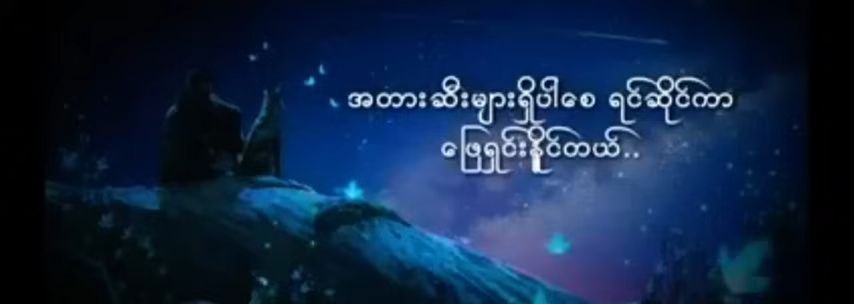 အတားဆီးများရှိပါစေ ရင်ဆိုင်ကာ
ဖြေရှင်းနိူင်တယ်..